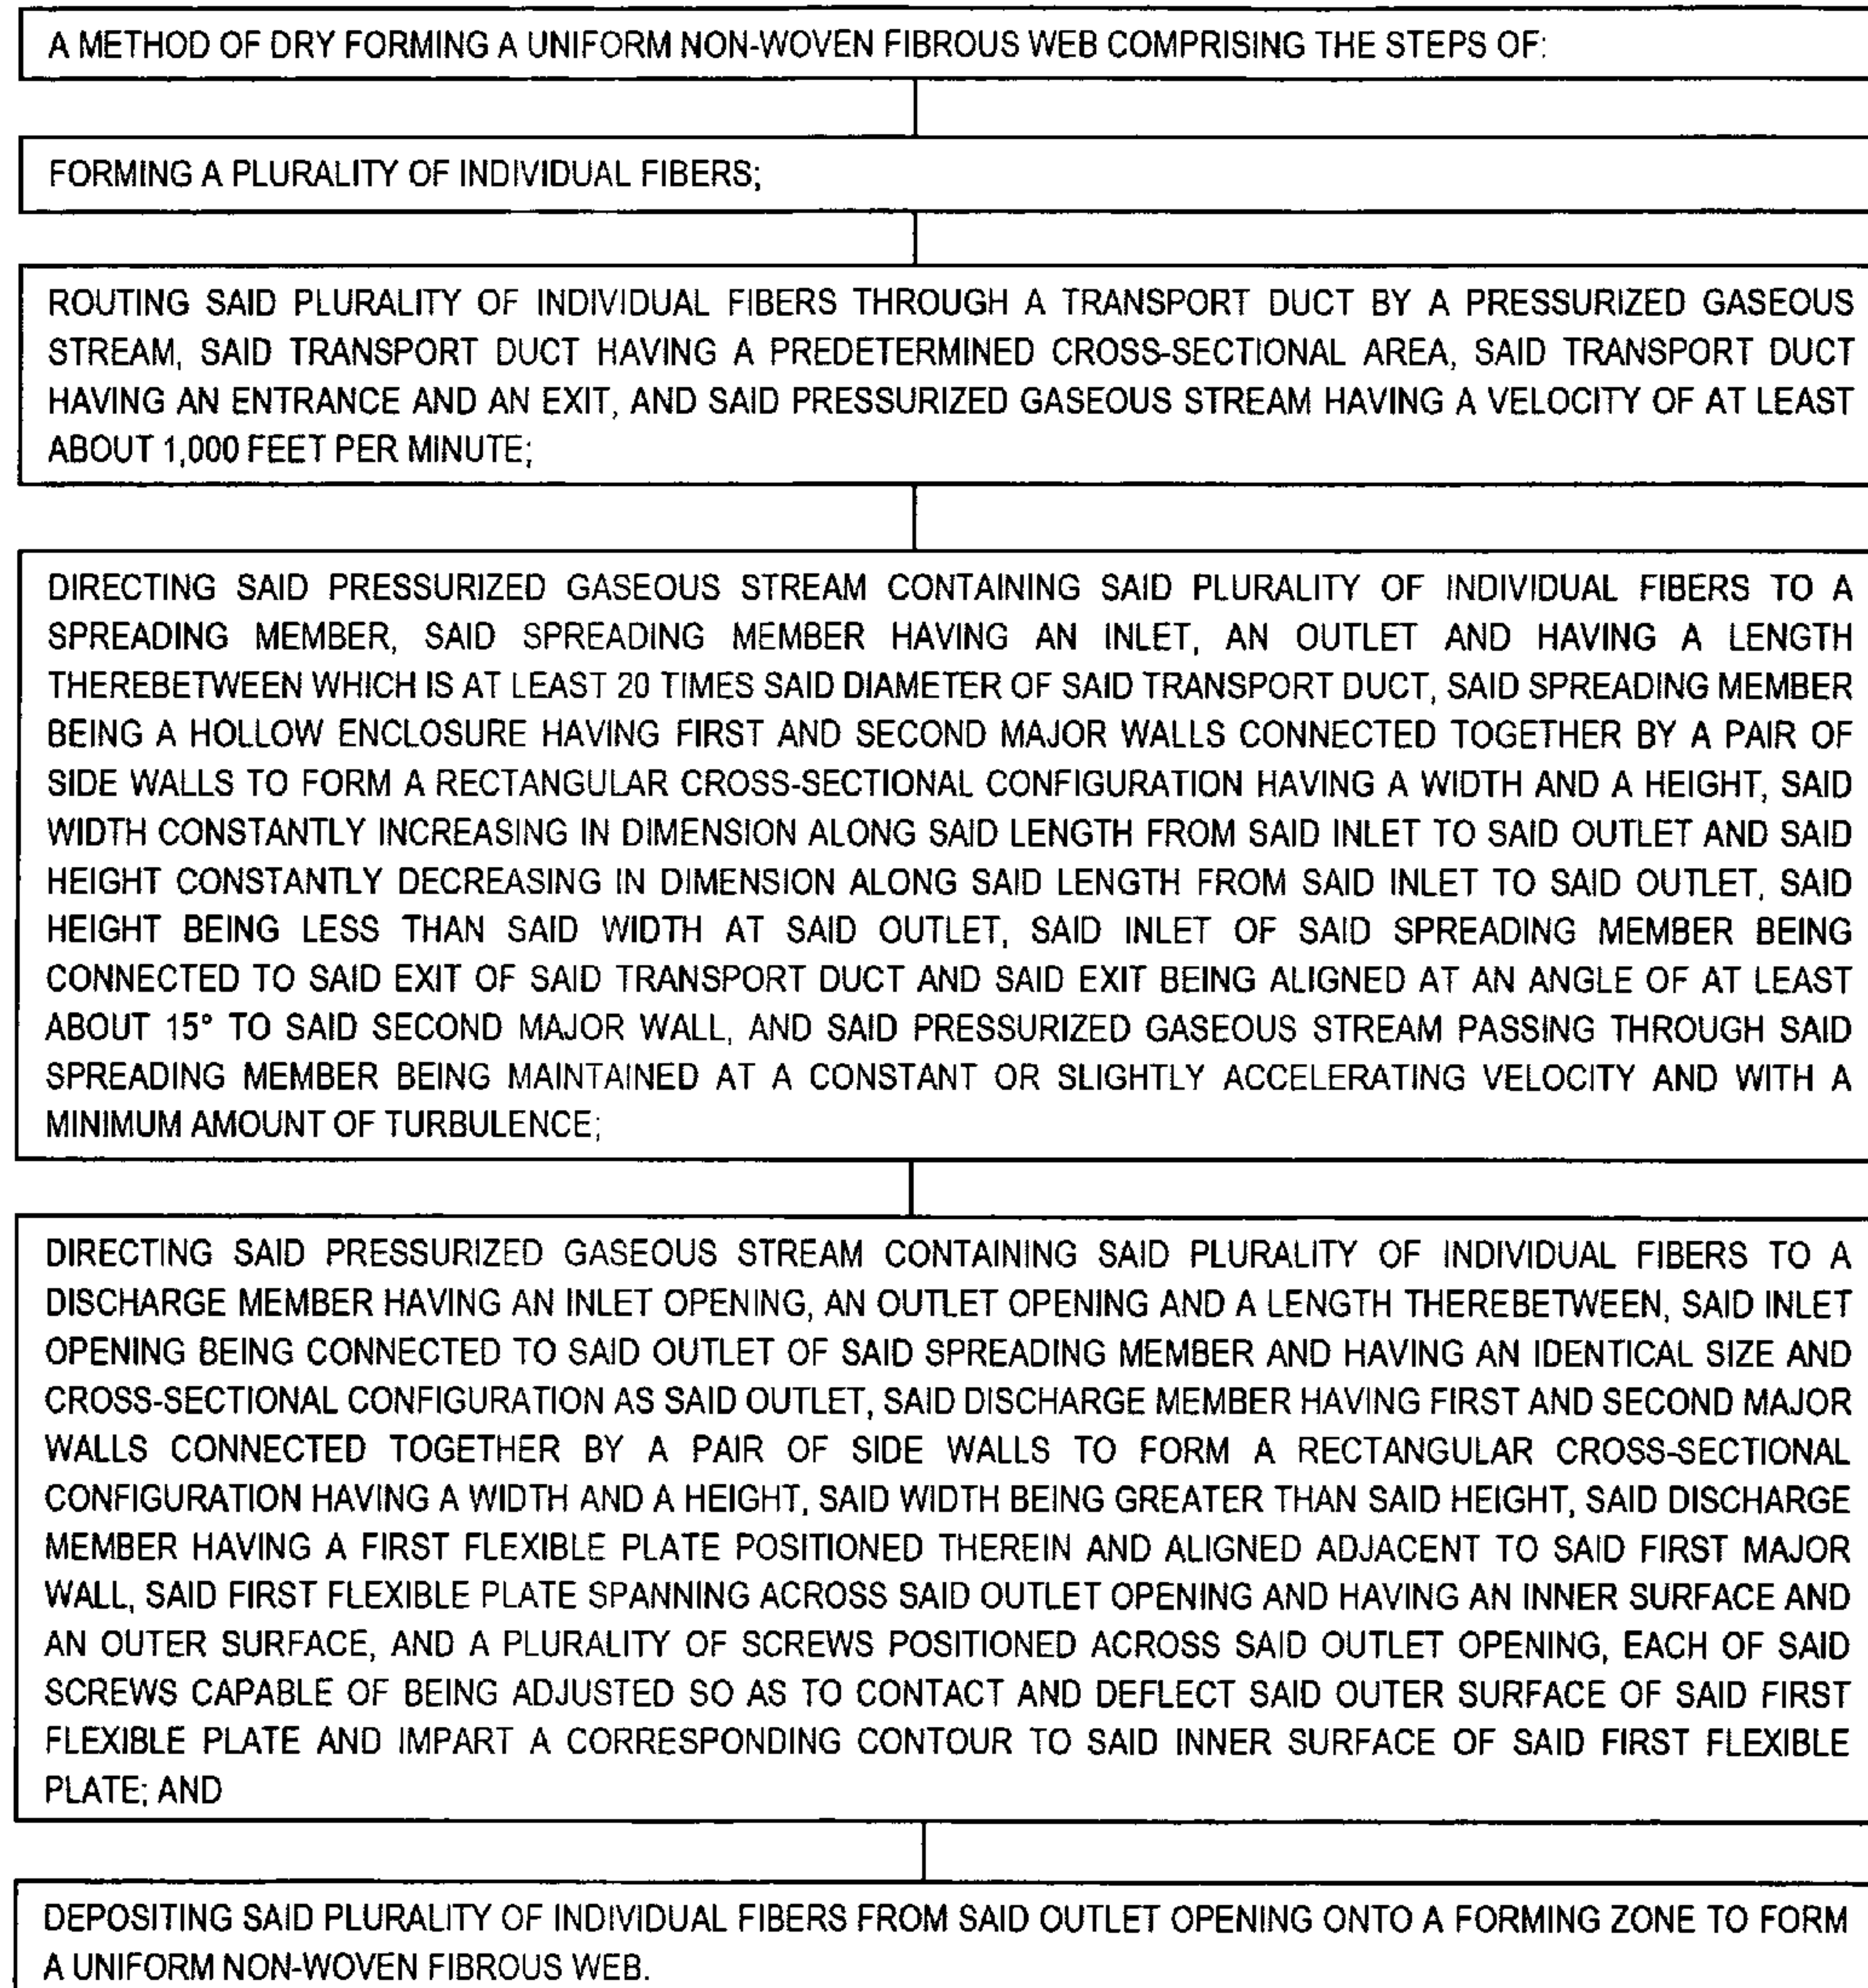 A METHOD OF DRY FORMING A UNIFORM NON-WOVEN FIBROUS WEB COMPRISING THE STEPS OF:
FORMING A PLURALITY OF INDIVIDUAL FIBERS;
ROUTING SAID PLURALITY OF INDIVIDUAL FIBERS THROUGH A TRANSPORT DUCT BY A PRESSURIZED GASEOUS
STREAM, SAID TRANSPORT DUCT HAVING A PREDETERMINED CROSS-SECTIONAL AREA, SAID TRANSPORT DUCT
HAVING AN ENTRANCE AND AN EXIT, AND SAID PRESSURIZED GASEOUS STREAM HAVING A VELOCITY OF AT LEAST
ABOUT 1,000 FEET PER MINUTE;
DIRECTING SAID PRESSURIZED GASEOUS STREAM CONTAINING SAID PLURALITY OF INDIVIDUAL FIBERS TO A
SPREADING MEMBER, SAID SPREADING MEMBER HAVING AN INLET, AN OUTLET AND HAVING A LENGTH
THEREBETWEEN WHICH IS AT LEAST 20 TIMES SAID DIAMETER OF SAID TRANSPORT DUCT, SAID SPREADING MEMBER
BEING A HOLLOW ENCLOSURE HAVING FIRST AND SECOND MAJOR WALLS CONNECTED TOGETHER BY A PAIR OF
SIDE WALLS TO FORM A RECTANGULAR CROSS-SECTIONAL CONFIGURATION HAVING A WIDTH AND A HEIGHT, SAID
WIDTH CONSTANTLY INCREASING IN DIMENSION ALONG SAID LENGTH FROM SAID INLET TO SAID OUTLET AND SAID
HEIGHT CONSTANTLY DECREASING IN DIMENSION ALONG SAID LENGTH FROM SAID INLET TO SAID OUTLET, SAID
HEIGHT BEING LESS THAN SAID WIDTH AT SAID OUTLET, SAID INLET OF SAID SPREADING MEMBER BEING
CONNECTED TO SAID EXIT OF SAID TRANSPORT DUCT AND SAID EXIT BEING ALIGNED AT AN ANGLE OF AT LEAST
ABOUT 15° TO SAID SECOND MAJOR WALL, AND SAID PRESSURIZED GASEOUS STREAM PASSING THROUGH SAID
SPREADING MEMBER BEING MAINTAINED AT A CONSTANT OR SLIGHTLY ACCELERATING VELOCITY AND WITH A
MINIMUM AMOUNT OF TURBULENCE;
DIRECTING SAID PRESSURIZED GASEOUS STREAM CONTAINING SAID PLURALITY OF INDIVIDUAL FIBERS TO A
DISCHARGE MEMBER HAVING AN INLET OPENING, AN OUTLET OPENING AND A LENGTH THEREBETWEEN, SAID INLET
OPENING BEING CONNECTED TO SAID OUTLET OF SAID SPREADING MEMBER AND HAVING AN IDENTICAL SIZE AND
CROSS-SECTIONAL CONFIGURATION AS SAID OUTLET, SAID DISCHARGE MEMBER HAVING FIRST AND SECOND MAJOR
WALLS CONNECTED TOGETHER BY A PAIR OF SIDE WALLS TO FORM A RECTANGULAR CROSS-SECTIONAL
CONFIGURATION HAVING A WIDTH AND A HEIGHT, SAID WIDTH BEING GREATER THAN SAID HEIGHT, SAID DISCHARGE
MEMBER HAVING A FIRST FLEXIBLE PLATE POSITIONED THEREIN AND ALIGNED ADJACENT TO SAID FIRST MAJOR
WALL, SAID FIRST FLEXIBLE PLATE SPANNING ACROSS SAID OUTLET OPENING AND HAVING AN INNER SURFACE AND
AN OUTER SURFACE, AND A PLURALITY OF SCREWS POSITIONED ACROSS SAID OUTLET OPENING, EACH OF SAID
SCREWS CAPABLE OF BEING ADJUSTED SO AS TO CONTACT AND DEFLECT SAID OUTER SURFACE OF SAID FIRST
FLEXIBLE PLATE AND IMPART A CORRESPONDING CONTOUR TO SAID INNER SURFACE OF SAID FIRST FLEXIBLE
PLATE; AND
DEPOSITING SAID PLURALITY OF INDIVIDUAL FIBERS FROM SAID OUTLET OPENING ONTO A FORMING ZONE TO FORM
A UNIFORM NON-WOVEN FIBROUS WEB.